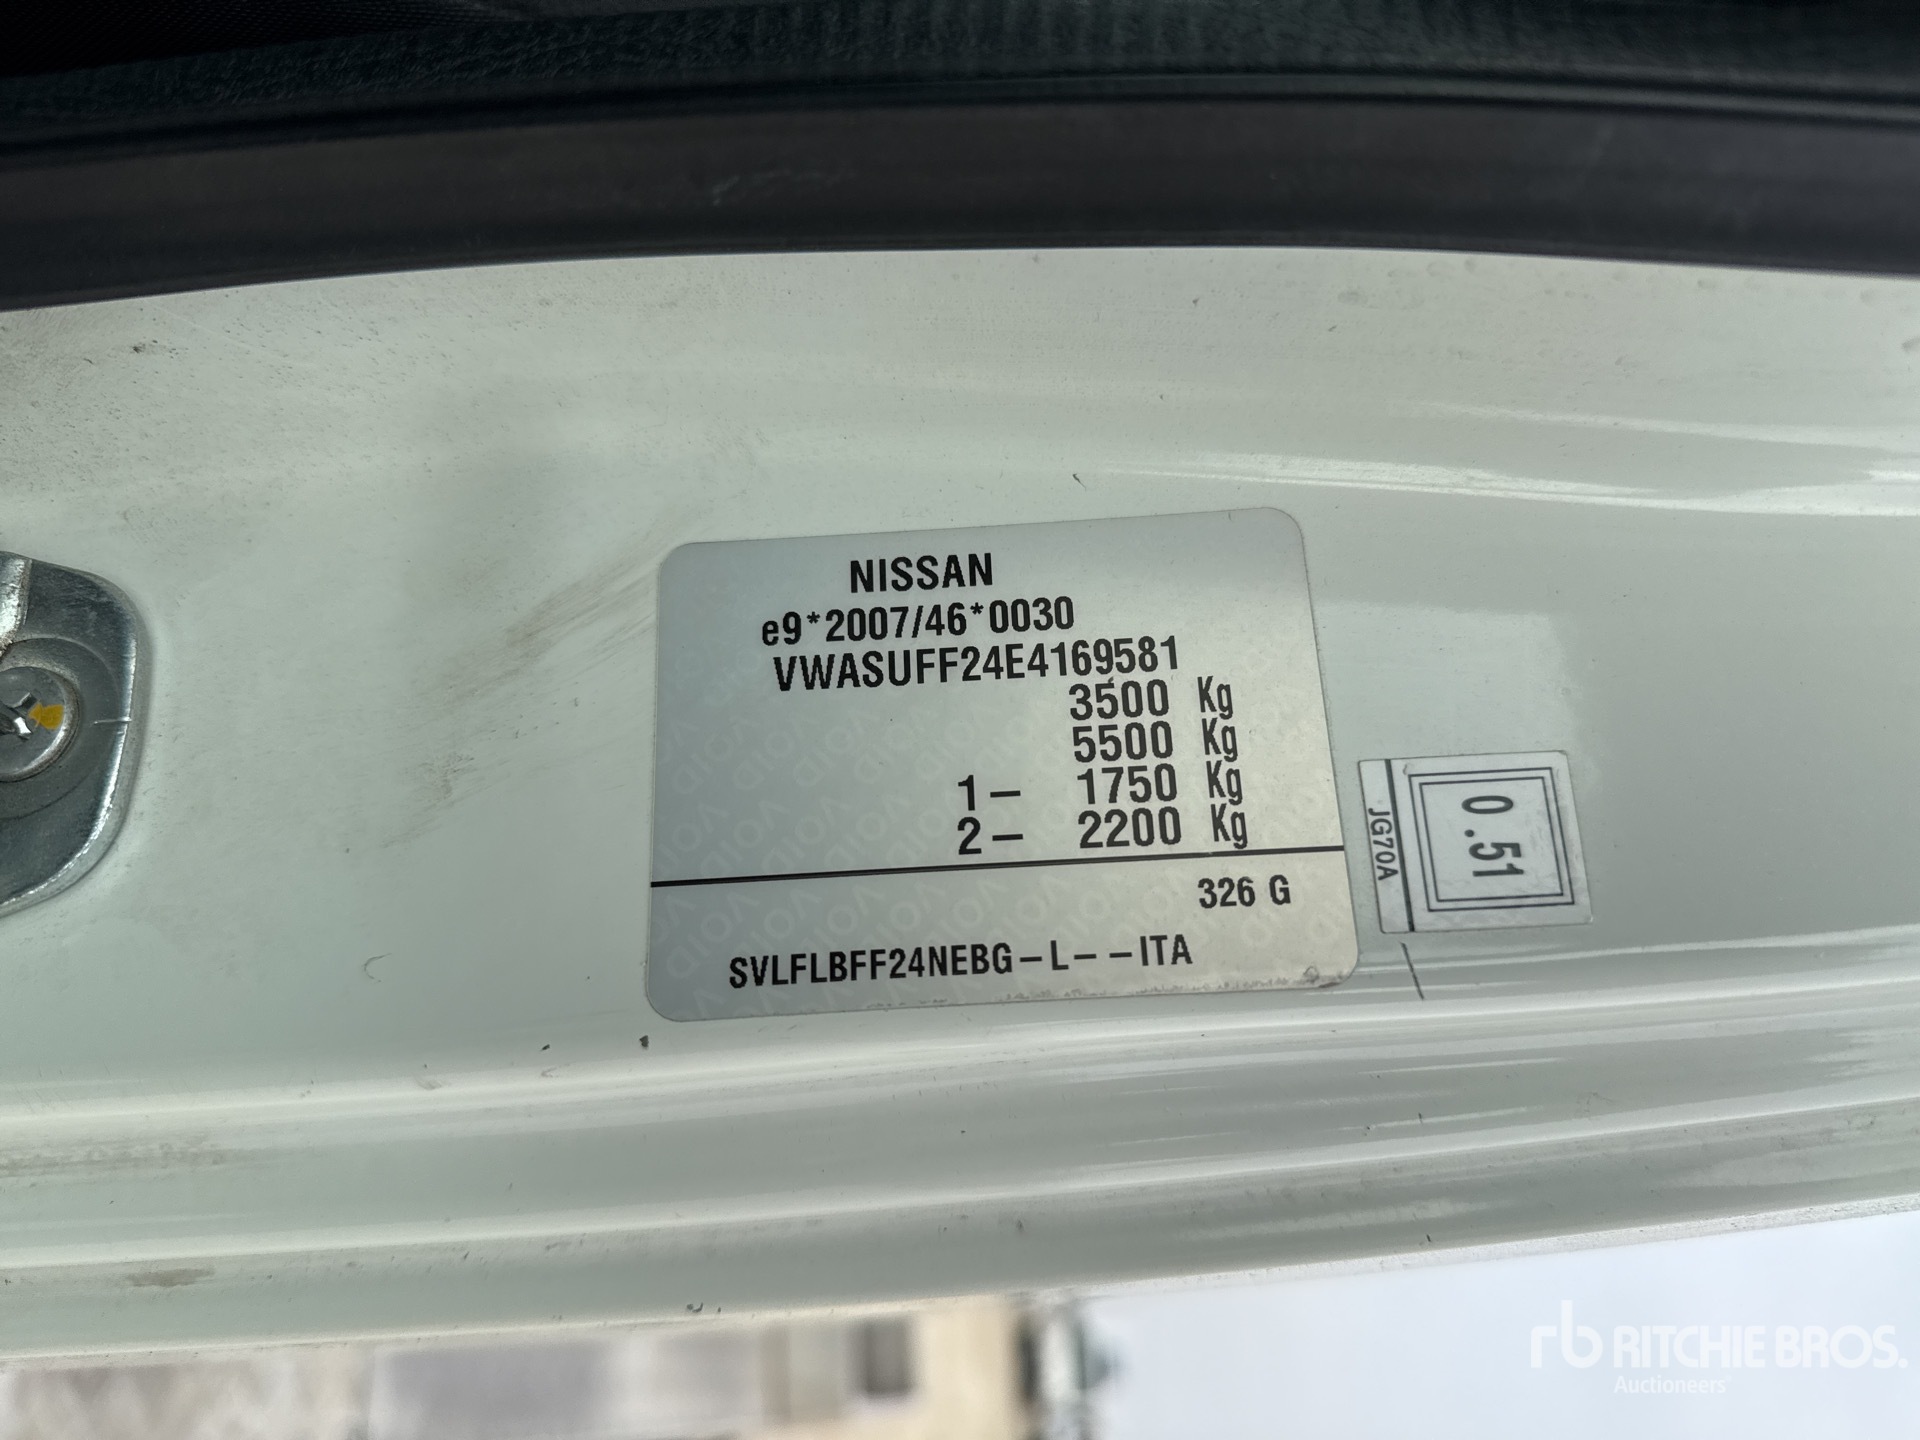 NISSAN
e9*2007/46*0030
VWASUFF24E4169581
3500 Kg
5500 Kg
1- 1750 Kg
2- 2200 Kg
326 G
SVLFLBFF24NEBG-L--ITA
JG70A
0.51
rb RITCHIE BROS.
Auctioneers